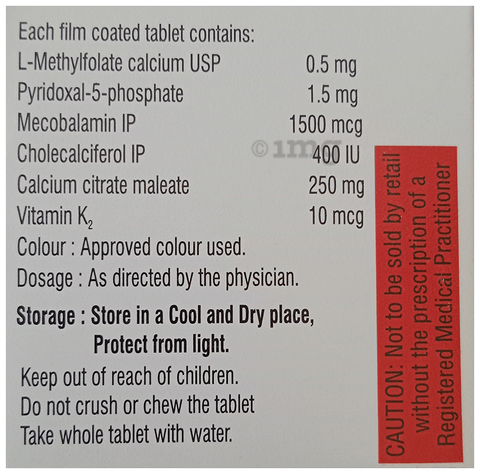 Each film coated tablet contains:
L-Methylfolate calcium USP 0.5 mg
Pyridoxal-5-phosphate 1.5 mg
Mecobalamin IP 1500 mcg
Cholecalciferol IP 400 IU
Calcium citrate maleate 250 mg
Vitamin K2 10 mcg
Colour : Approved colour used.
Dosage : As directed by the physician.
Storage : Store in a Cool and Dry place,
Protect from light.
Keep out of reach of children.
Do not crush or chew the tablet
Take whole tablet with water.
CAUTION: Not to be sold by retail
without the prescription of a
Registered Medical Practitioner
© 1mg